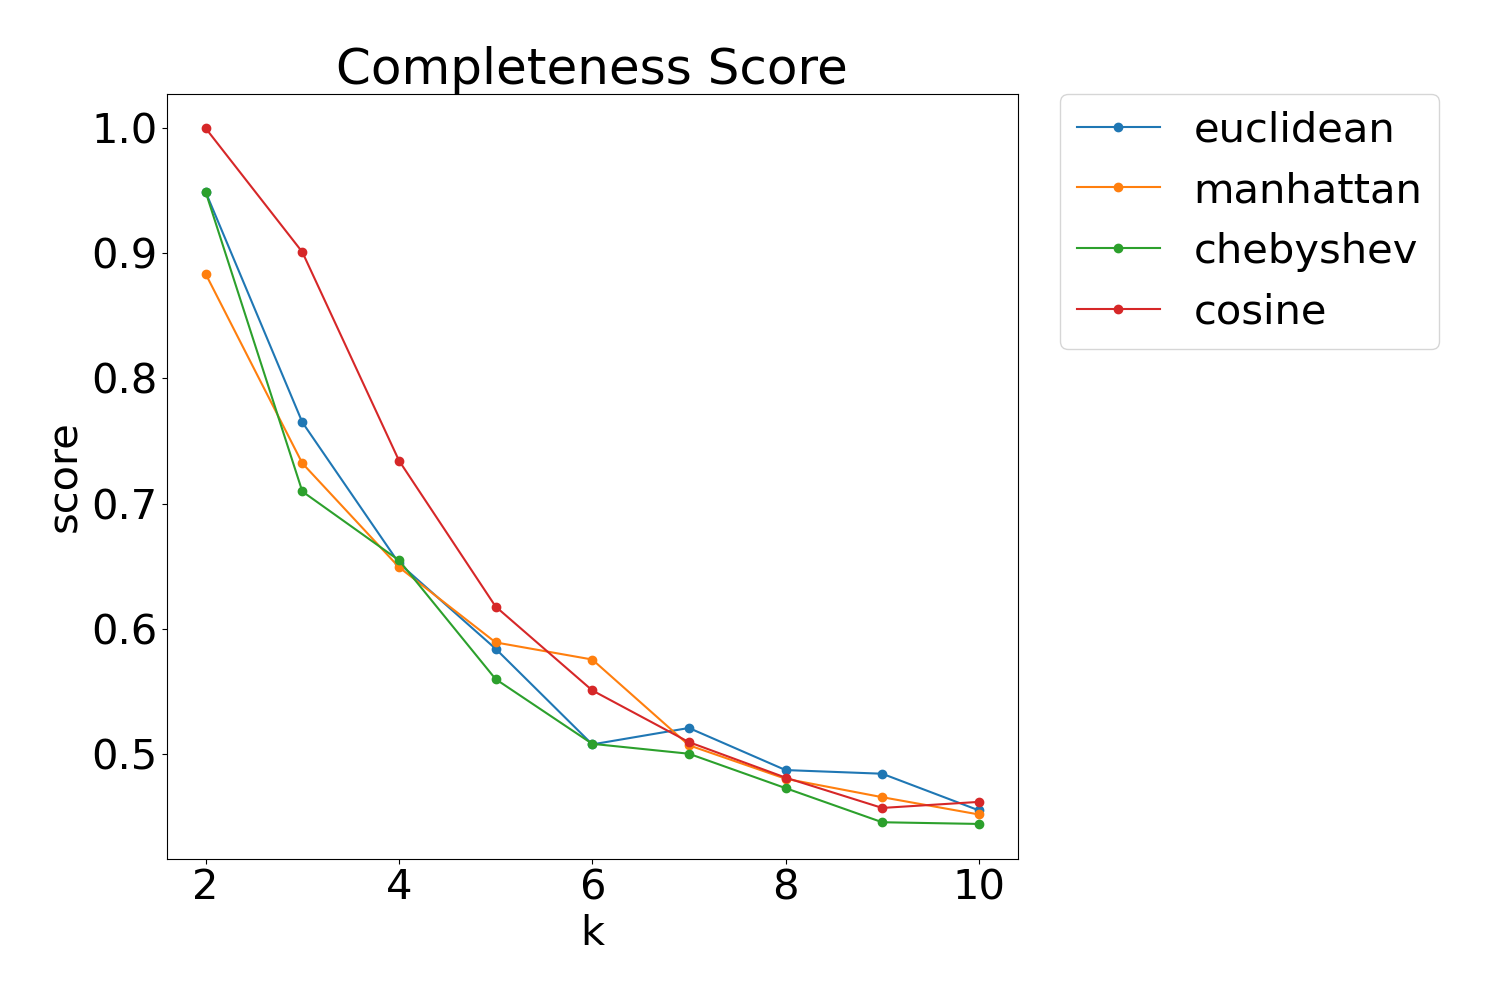 Completeness Score
1.0
0.9
0.8
0.7
0.6
0.5
score
2 4 6 8 10
k
euclidean
manhattan
chebyshev
cosine